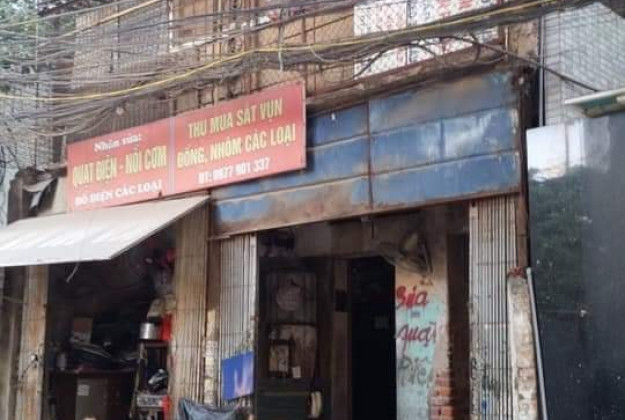 Nhận sửa:
QUẠT ĐIỆN - NỒI CƠM
ĐỒ ĐIỆN CÁC LOẠI
THU MUA SẮT VỤN
ĐỒNG, NHÔM CÁC LOẠI
ĐT: 0977 901 337
Sửa
quạt